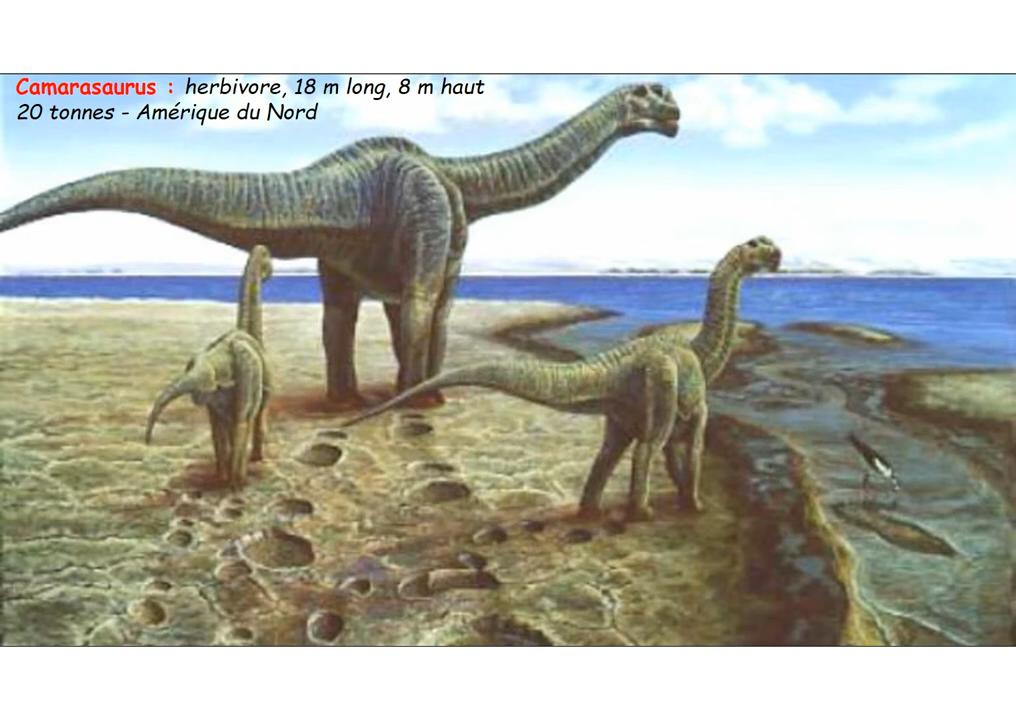 Camarasaurus : herbivore, 18 m long, 8 m haut
20 tonnes - Amérique du Nord